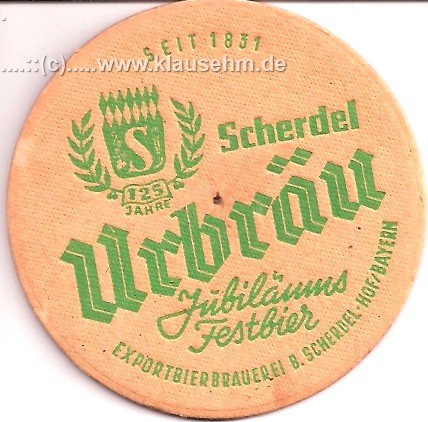 SEIT 1831
.....::(c).....www.klausehm.de
S
125
JAHRE
Scherdel
Urbräu
Jubiläums
Festbier
EXPORTBIERBRAUEREI B. SCHERDEL-HOF/BAYERN